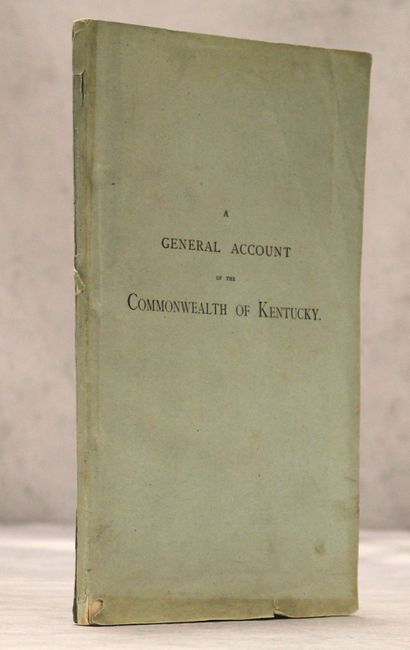 A
GENERAL ACCOUNT
OF THE
COMMONWEALTH OF KENTUCKY.